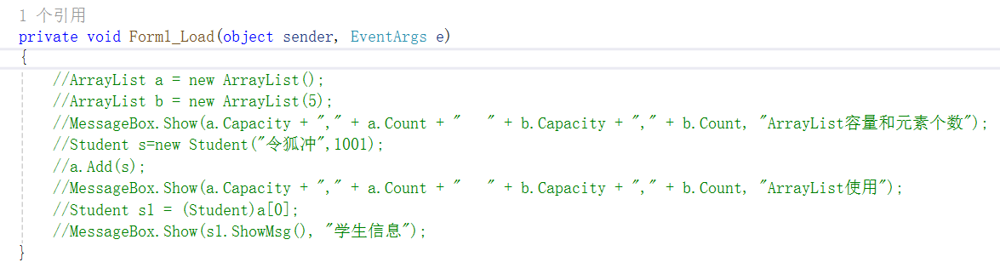 1 个引用
private void Form1_Load(object sender, EventArgs e)
{
//ArrayList a = new ArrayList();
//ArrayList b = new ArrayList(5);
//MessageBox.Show(a.Capacity + "," + a.Count + "   " + b.Capacity + "," + b.Count, "ArrayList容量和元素个数");
//Student s=new Student("令狐冲",1001);
//a.Add(s);
//MessageBox.Show(a.Capacity + "," + a.Count + "   " + b.Capacity + "," + b.Count, "ArrayList使用");
//Student s1 = (Student)a[0];
//MessageBox.Show(s1.ShowMsg(), "学生信息");
}